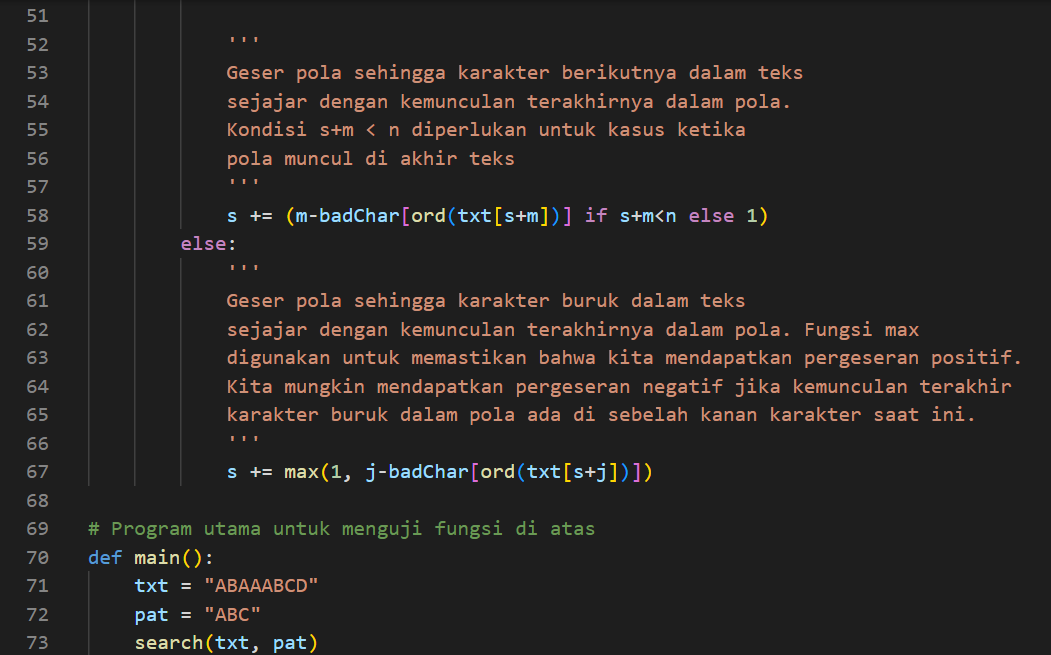 51
52 '''
53 Geser pola sehingga karakter berikutnya dalam teks
54 sejajar dengan kemunculan terakhirnya dalam pola.
55 Kondisi s+m < n diperlukan untuk kasus ketika
56 pola muncul di akhir teks
57 '''
58 s += (m-badChar[ord(txt[s+m])] if s+m<n else 1)
59 else:
60 '''
61 Geser pola sehingga karakter buruk dalam teks
62 sejajar dengan kemunculan terakhirnya dalam pola. Fungsi max
63 digunakan untuk memastikan bahwa kita mendapatkan pergeseran positif.
64 Kita mungkin mendapatkan pergeseran negatif jika kemunculan terakhir
65 karakter buruk dalam pola ada di sebelah kanan karakter saat ini.
66 '''
67 s += max(1, j-badChar[ord(txt[s+j])])
68
69 # Program utama untuk menguji fungsi di atas
70 def main():
71 txt = "ABAAABCD"
72 pat = "ABC"
73 search(txt, pat)